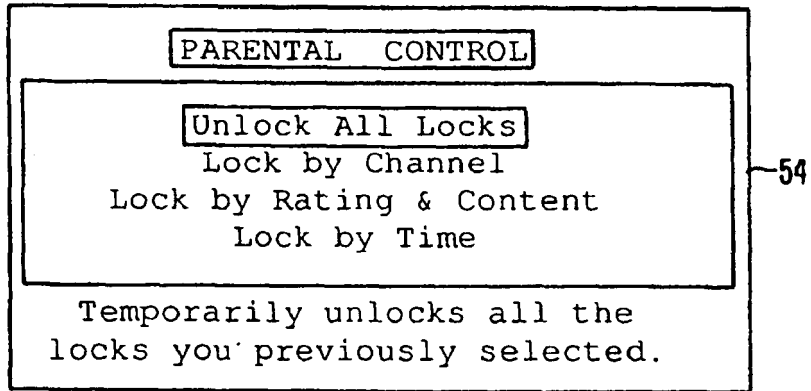 PARENTAL CONTROL
Unlock All Locks
Lock by Channel
Lock by Rating & Content
Lock by Time
54
Temporarily unlocks all the
locks you previously selected.